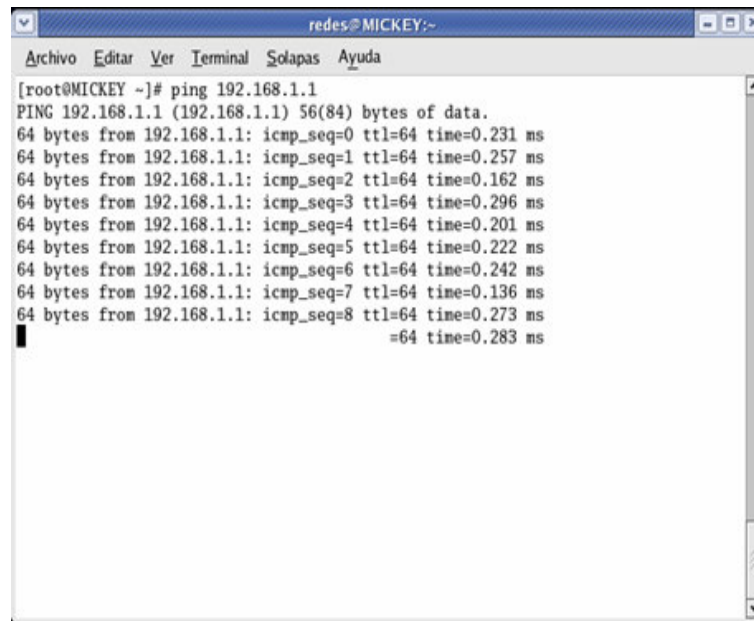 redes@MICKEY:~
Archivo Editar Ver Terminal Solapas Ayuda
[root@MICKEY ~]# ping 192.168.1.1
PING 192.168.1.1 (192.168.1.1) 56(84) bytes of data.
64 bytes from 192.168.1.1: icmp_seq=0 ttl=64 time=0.231 ms
64 bytes from 192.168.1.1: icmp_seq=1 ttl=64 time=0.257 ms
64 bytes from 192.168.1.1: icmp_seq=2 ttl=64 time=0.162 ms
64 bytes from 192.168.1.1: icmp_seq=3 ttl=64 time=0.296 ms
64 bytes from 192.168.1.1: icmp_seq=4 ttl=64 time=0.201 ms
64 bytes from 192.168.1.1: icmp_seq=5 ttl=64 time=0.222 ms
64 bytes from 192.168.1.1: icmp_seq=6 ttl=64 time=0.242 ms
64 bytes from 192.168.1.1: icmp_seq=7 ttl=64 time=0.136 ms
64 bytes from 192.168.1.1: icmp_seq=8 ttl=64 time=0.273 ms
=64 time=0.283 ms